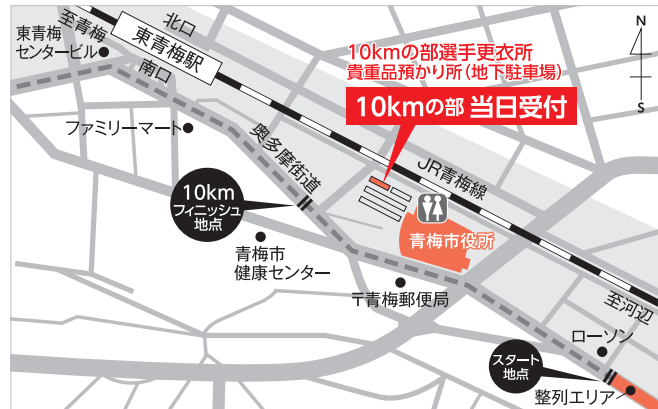 至青梅
北口
東青梅
センタービル
東青梅駅
南口
10kmの部選手更衣所
貴重品預かり所（地下駐車場）
10kmの部 当日受付
N
S
ファミリーマート
奥多摩街道
JR青梅線
10km
フィニッシュ
地点
青梅市役所
青梅市
健康センター
〒青梅郵便局
至河辺
ローソン
スタート
地点
整列エリア